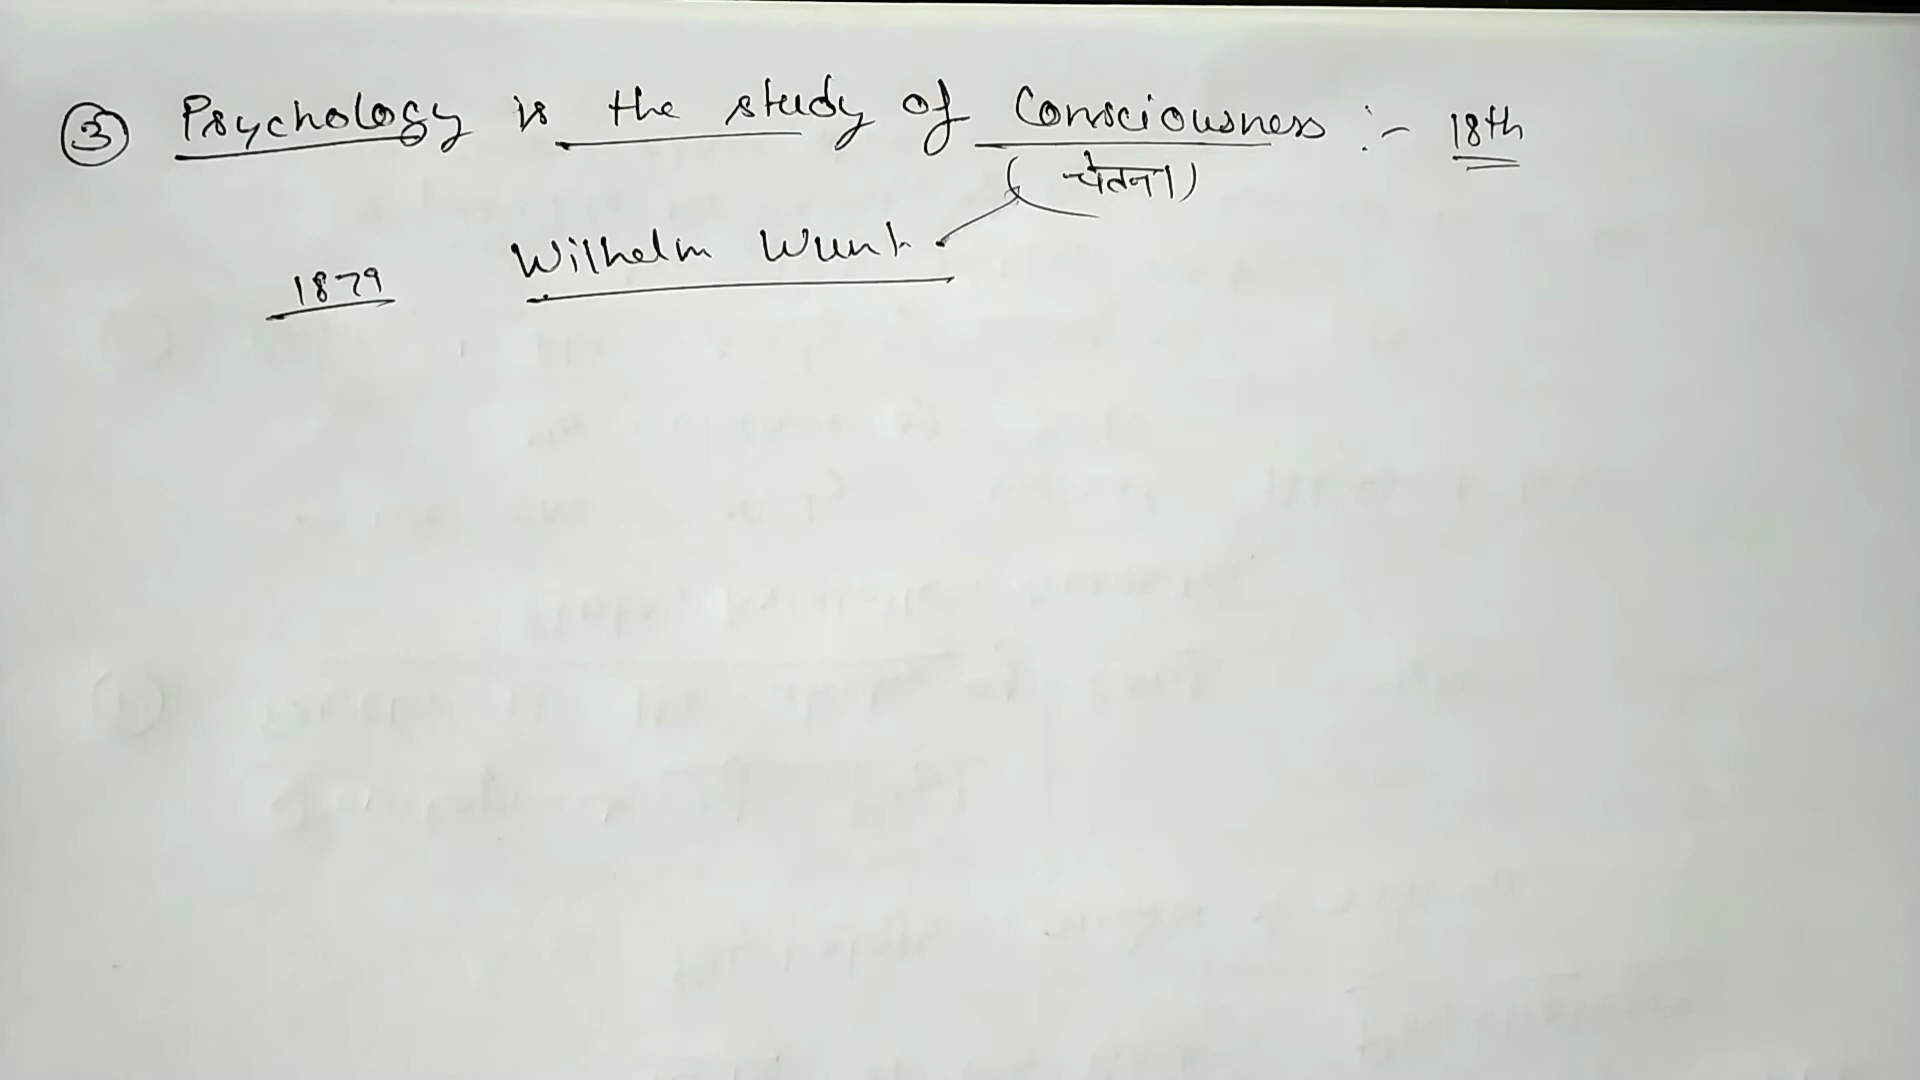 ③ Psychology is the study of Consciousness :- 18th
(चेतना)
Wilhelm Wunt
1879